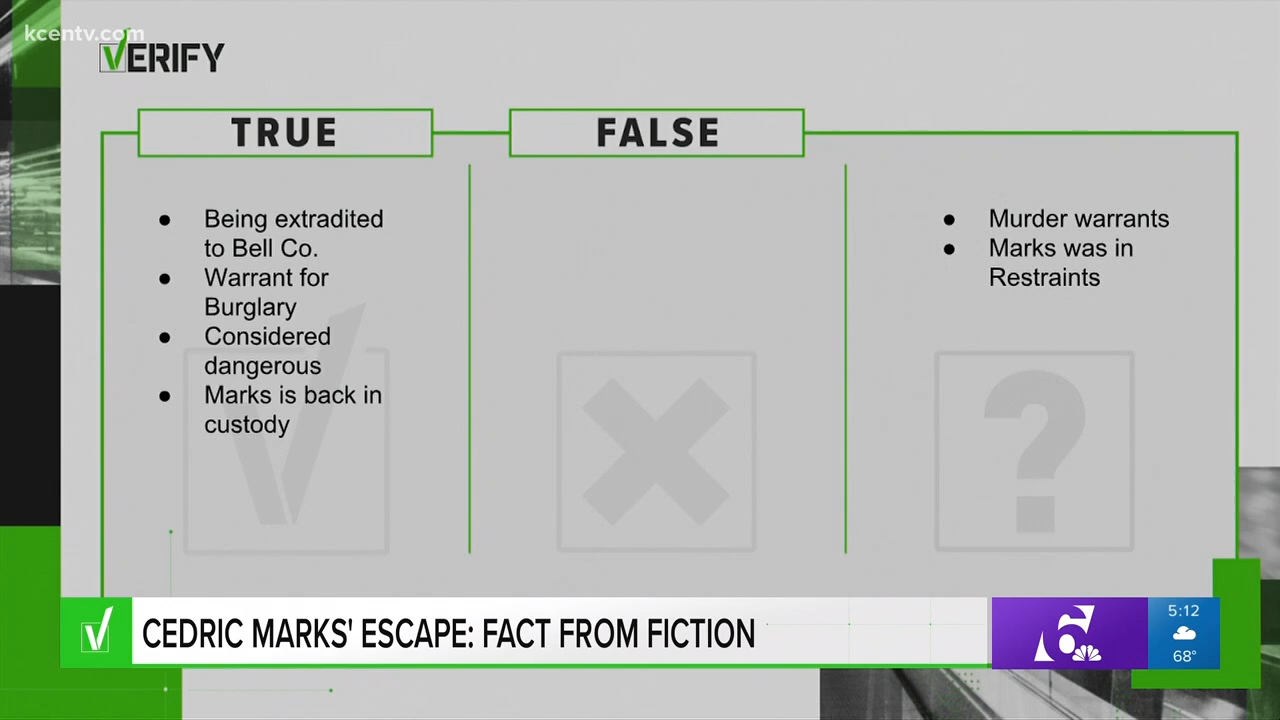 kcentv.com
VERIFY
TRUE
FALSE
● Being extradited
to Bell Co.
● Warrant for
Burglary
● Considered
dangerous
● Marks is back in
custody
● Murder warrants
● Marks was in
Restraints
?
CEDRIC MARKS' ESCAPE: FACT FROM FICTION
6
5:12
68°